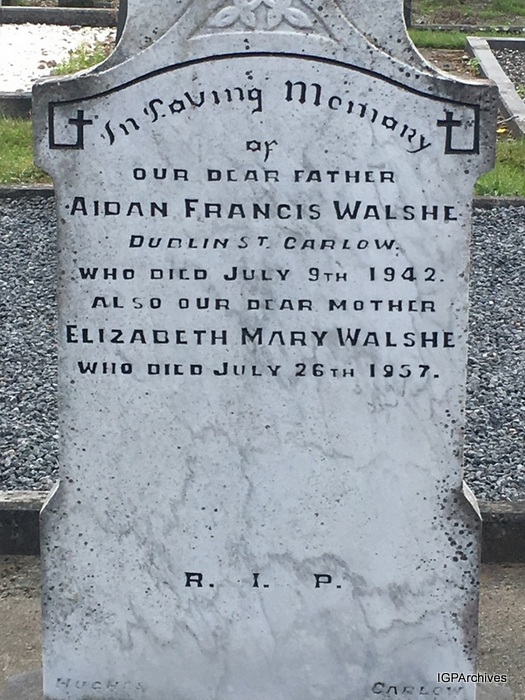 In Loving Memory
of
OUR DEAR FATHER
AIDAN FRANCIS WALSHE
DUBLIN ST. CARLOW.
WHO DIED JULY 9TH 1942.
ALSO OUR DEAR MOTHER
ELIZABETH MARY WALSHE
WHO DIED JULY 26TH 1957.
R. I. P.
HUGHES CARLOW
IGPArchives